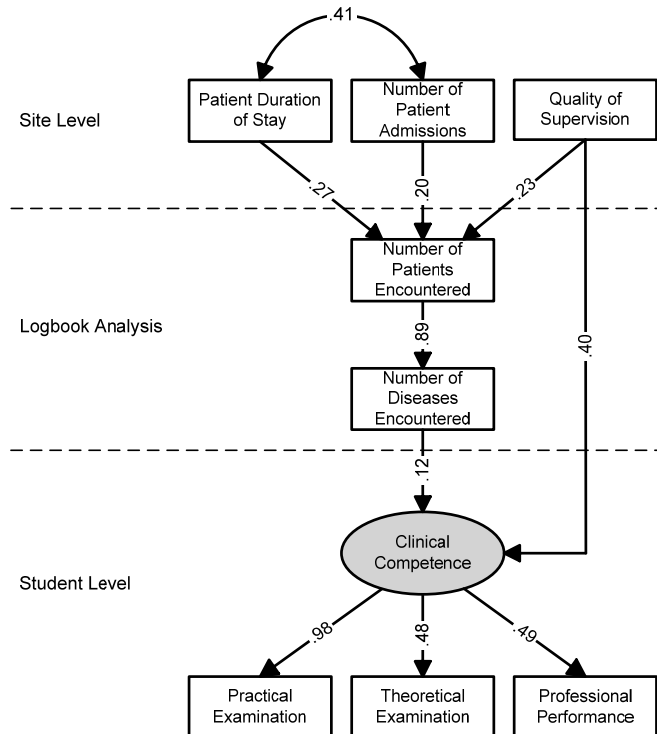 .41
Patient Duration
of Stay
Number of
Patient
Admissions
Quality of
Supervision
Site Level
.27
.20
.23
Number of
Patients
Encountered
Logbook Analysis
.89
.40
Number of
Diseases
Encountered
.12
Clinical
Competence
Student Level
.98
.48
.49
Practical
Examination
Theoretical
Examination
Professional
Performance